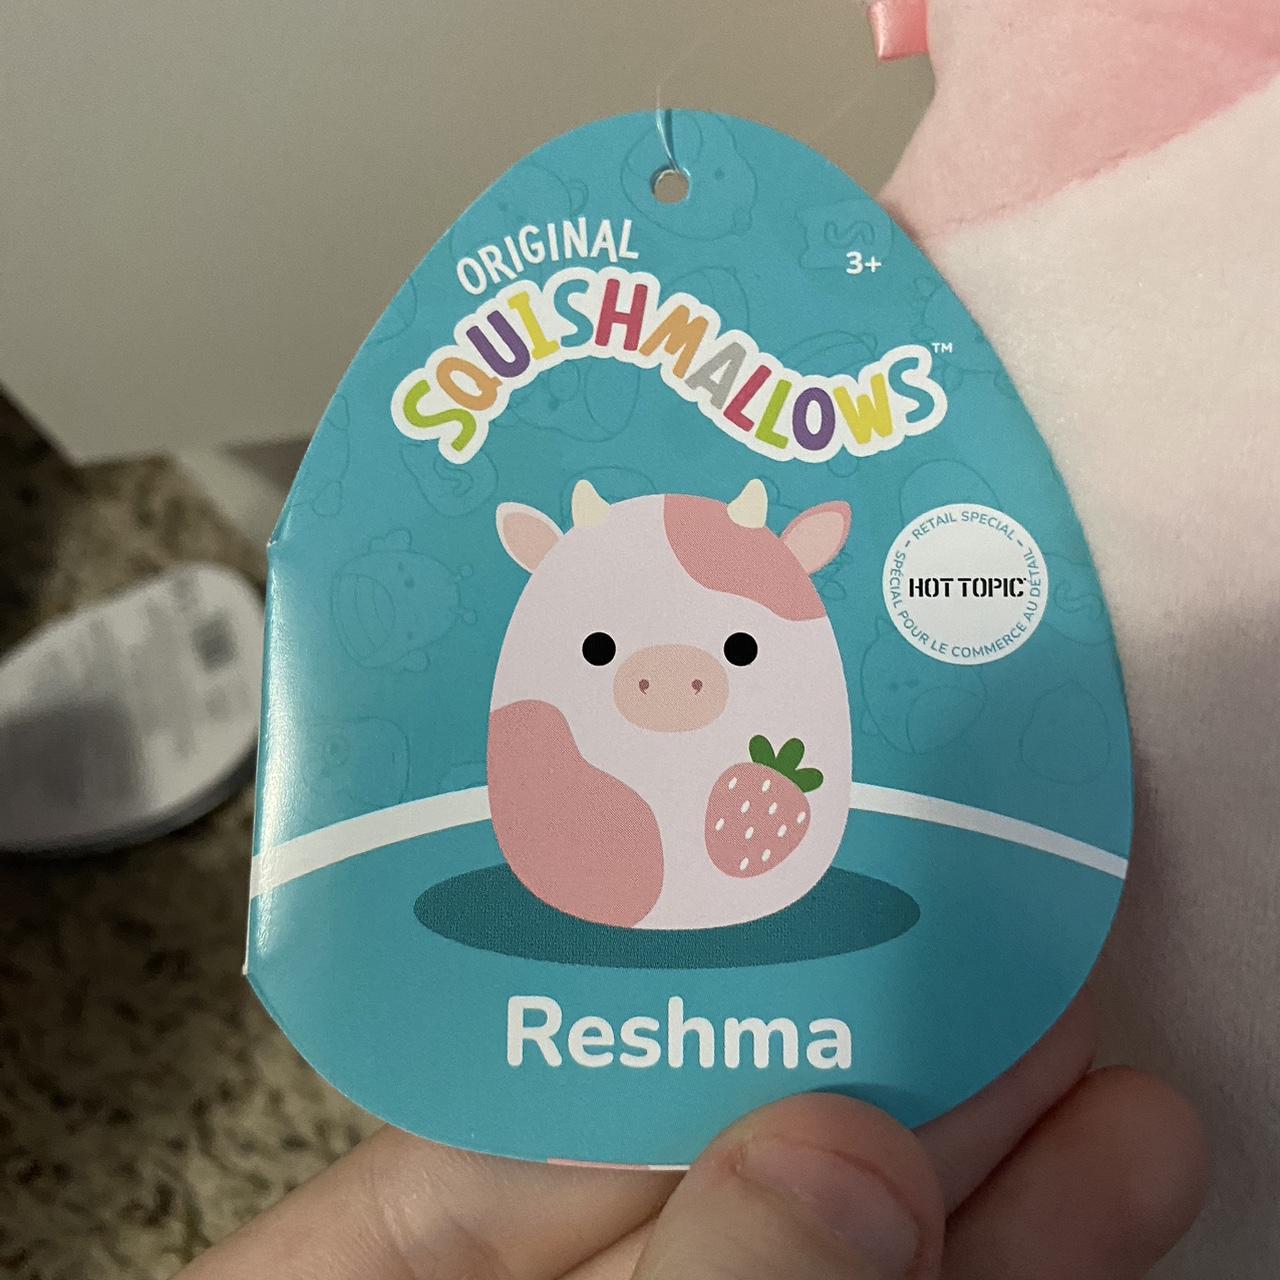 ORIGINAL
SQUISHMALLOWS™
3+
– RETAIL SPECIAL –
HOT TOPIC
SPÉCIAL POUR LE COMMERCE AU DÉTAIL
Reshma